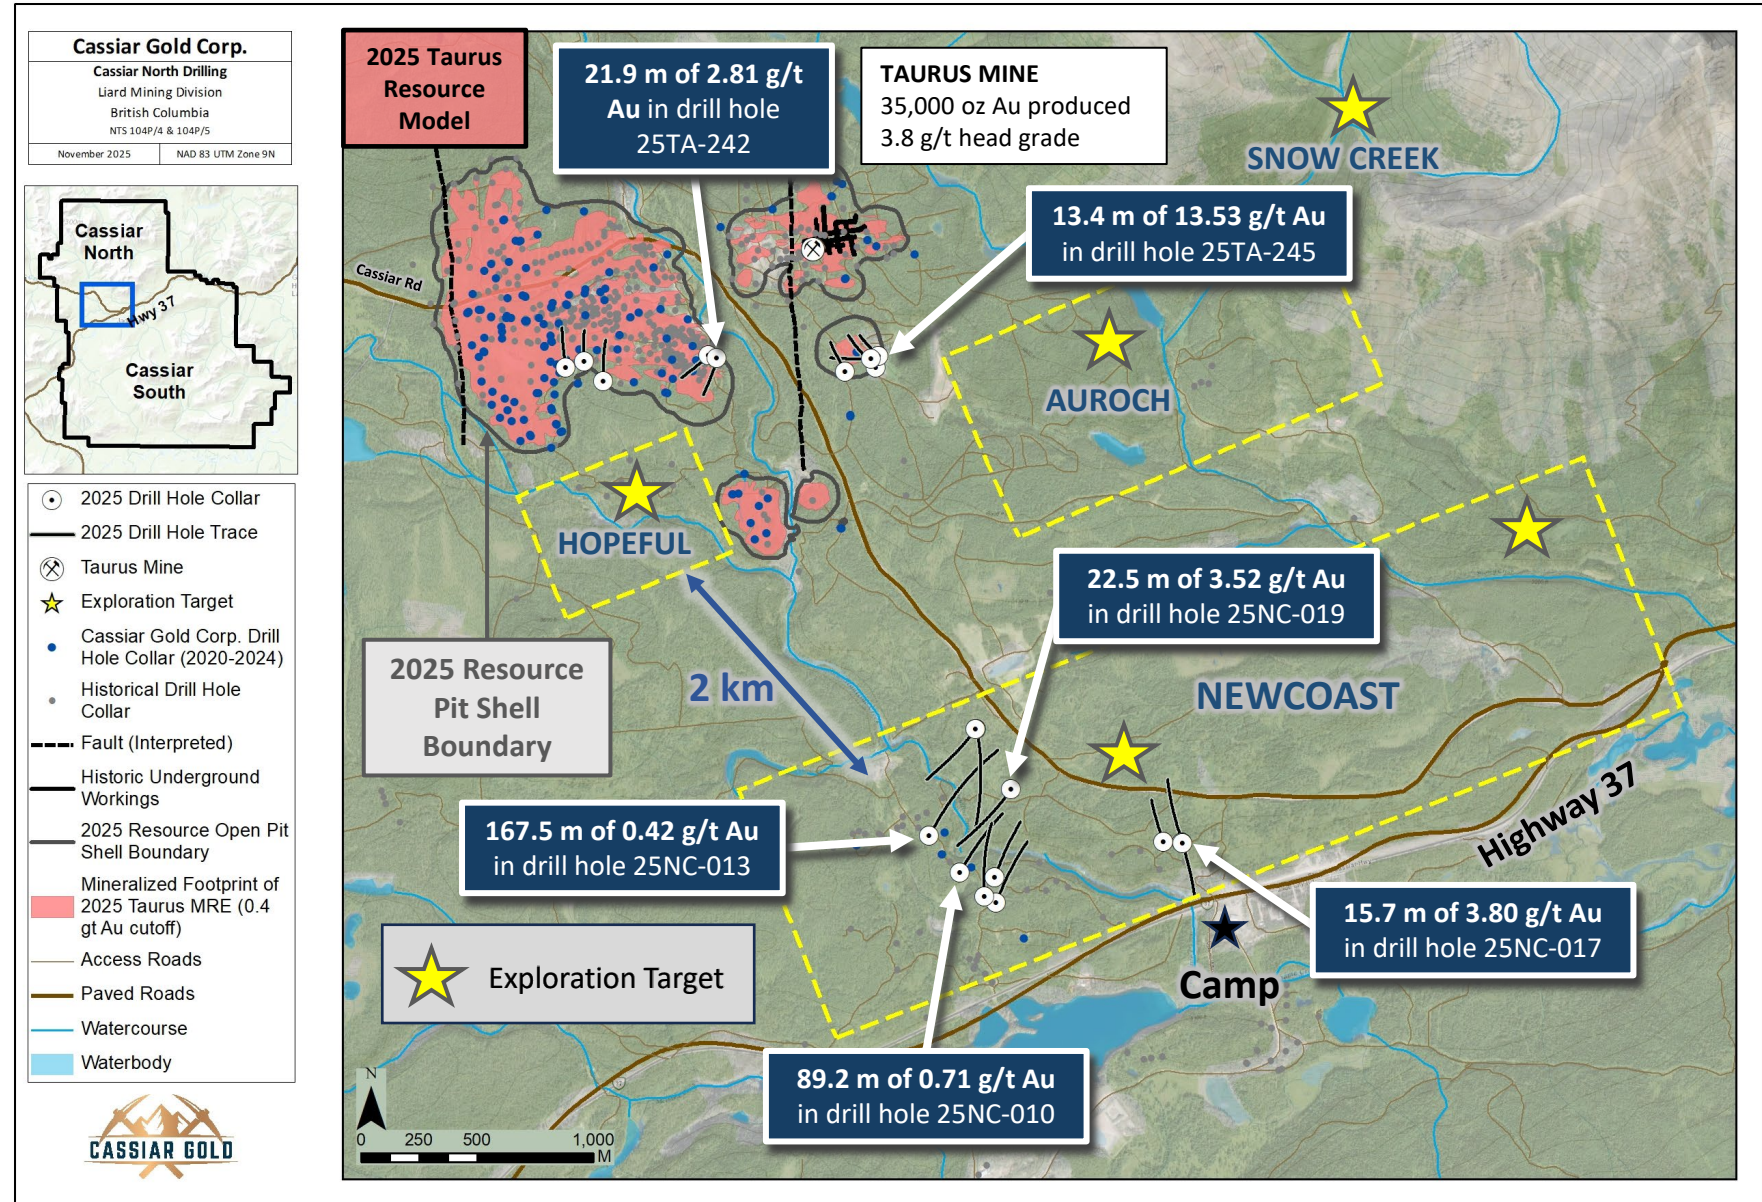 Cassiar Gold Corp.
Cassiar North Drilling
Liard Mining Division
British Columbia
NTS 104P/4 & 104P/5
November 2025
NAD 83 UTM Zone 9N
Cassiar
North
Hwy 37
Cassiar
South
2025 Drill Hole Collar
2025 Drill Hole Trace
Taurus Mine
Exploration Target
Cassiar Gold Corp. Drill
Hole Collar (2020-2024)
Historical Drill Hole
Collar
Fault (Interpreted)
Historic Underground
Workings
2025 Resource Open Pit
Shell Boundary
Mineralized Footprint of
2025 Taurus MRE (0.4
gt Au cutoff)
Access Roads
Paved Roads
Watercourse
Waterbody
CASSIAR GOLD
2025 Taurus
Resource
Model
21.9 m of 2.81 g/t
Au in drill hole
25TA-242
TAURUS MINE
35,000 oz Au produced
3.8 g/t head grade
SNOW CREEK
13.4 m of 13.53 g/t Au
in drill hole 25TA-245
Cassiar Rd
AUROCH
HOPEFUL
22.5 m of 3.52 g/t Au
in drill hole 25NC-019
2025 Resource
Pit Shell
Boundary
2 km
NEWCOAST
Highway 37
167.5 m of 0.42 g/t Au
in drill hole 25NC-013
15.7 m of 3.80 g/t Au
in drill hole 25NC-017
Exploration Target
Camp
89.2 m of 0.71 g/t Au
in drill hole 25NC-010
N
0 250 500 1,000
M